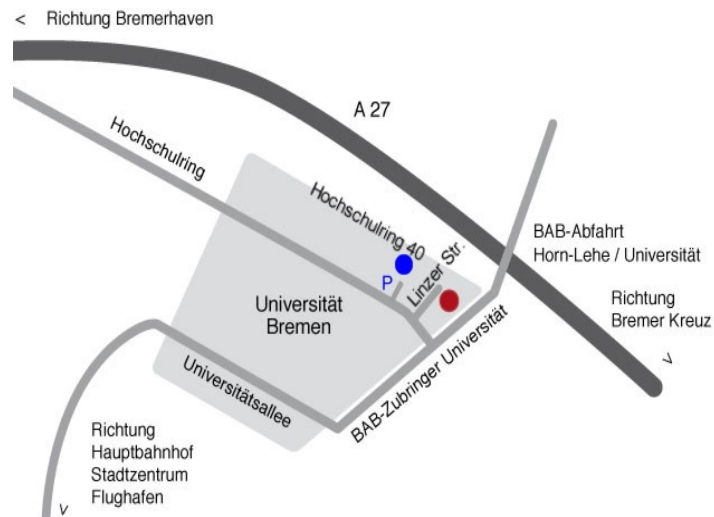 < Richtung Bremerhaven
A 27
Hochschulring
Hochschulring 40
Linzer Str.
P
BAB-Abfahrt
Horn-Lehe / Universität
Universität
Bremen
Richtung
Bremer Kreuz
>
Universitätsallee
BAB-Zubringer Universität
Richtung
Hauptbahnhof
Stadtzentrum
Flughafen
>